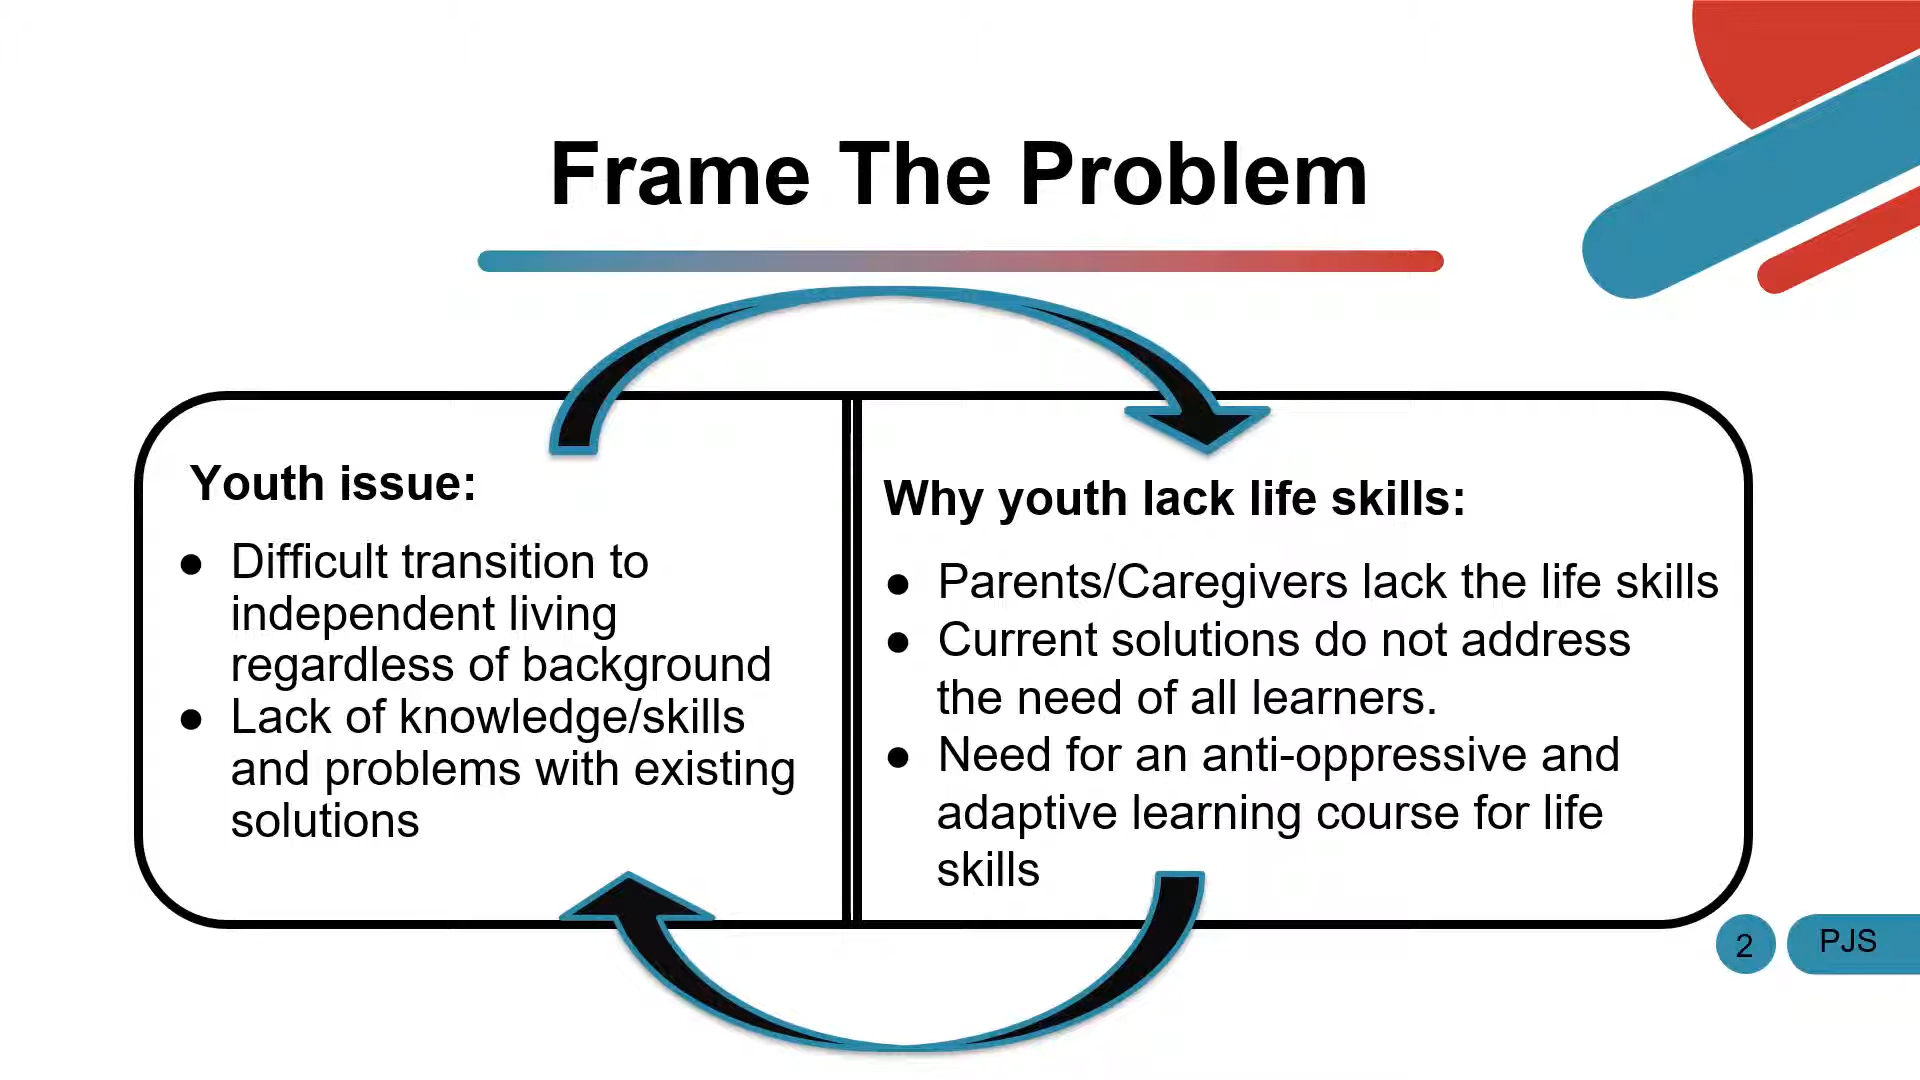 Frame The Problem
Youth issue:
● Difficult transition to
independent living
regardless of background
● Lack of knowledge/skills
and problems with existing
solutions
Why youth lack life skills:
● Parents/Caregivers lack the life skills
● Current solutions do not address
the need of all learners.
● Need for an anti-oppressive and
adaptive learning course for life
skills
2
PJS